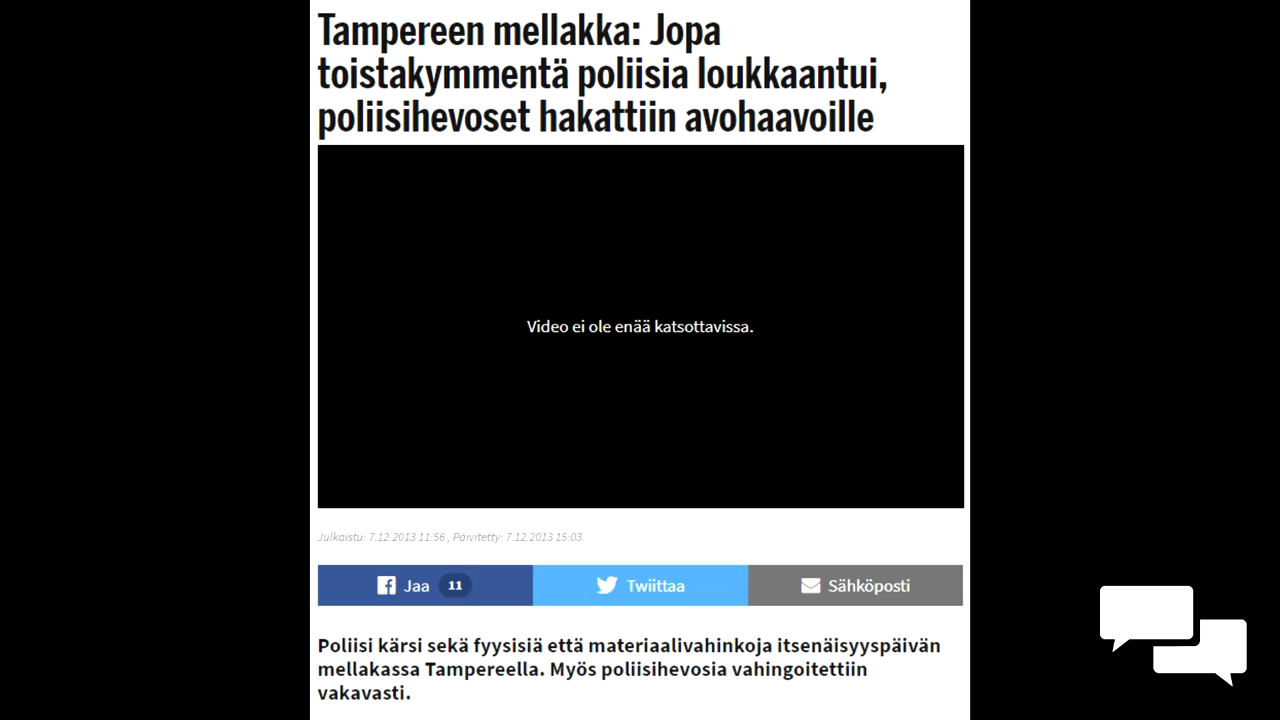 Tampereen mellakka: Jopa
toistakymmentä poliisia loukkaantui,
poliisihevoset hakattiin avohaavoille
Video ei ole enää katsottavissa.
Julkaistu: 7.12.2013 11:56 , Päivitetty: 7.12.2013 15:03
Jaa 11 Twiittaa Sähköposti
Poliisi kärsi sekä fyysisiä että materiaalivahinkoja itsenäisyyspäivän
mellakassa Tampereella. Myös poliisihevosia vahingoitettiin
vakavasti.